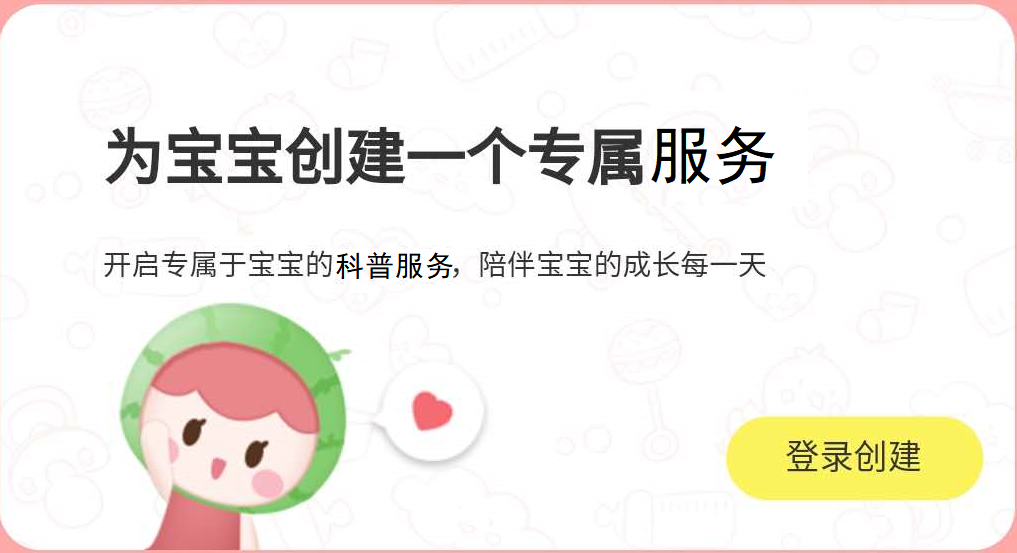 为宝宝创建一个专属服务
开启专属于宝宝的科普服务，陪伴宝宝的成长每一天
登录创建